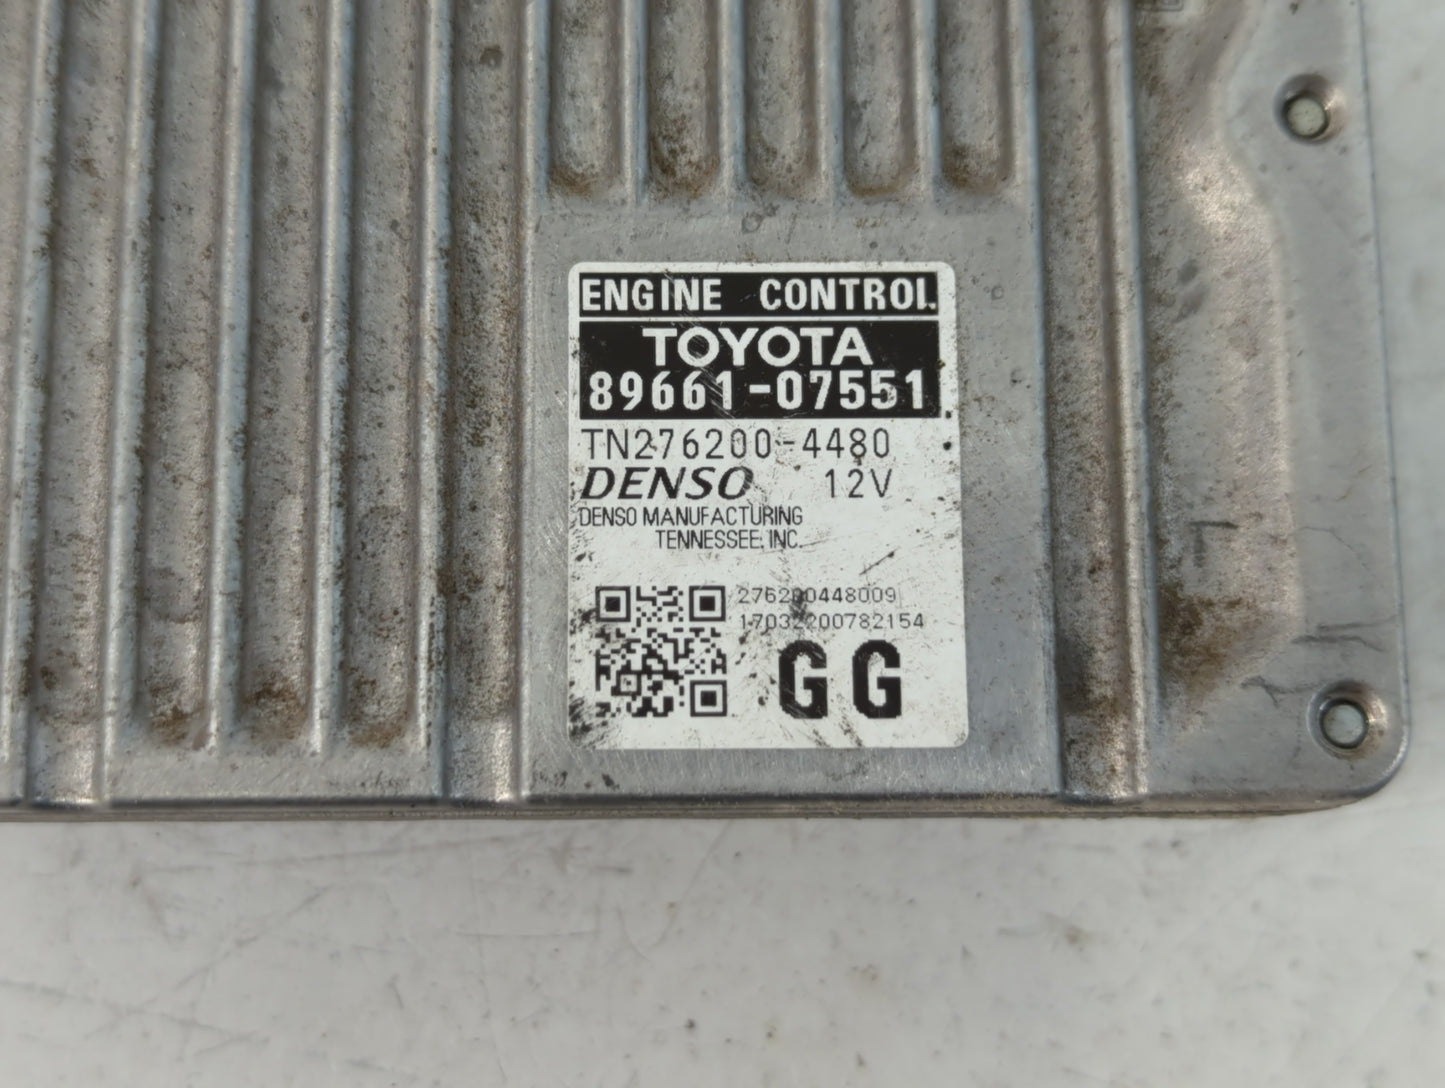 ENGINE CONTROL
TOYOTA
89661-07551
TN276200-4480
DENSO 12V
DENSO MANUFACTURING
TENNESSEE, INC.
276200448009
17032200782154
GG